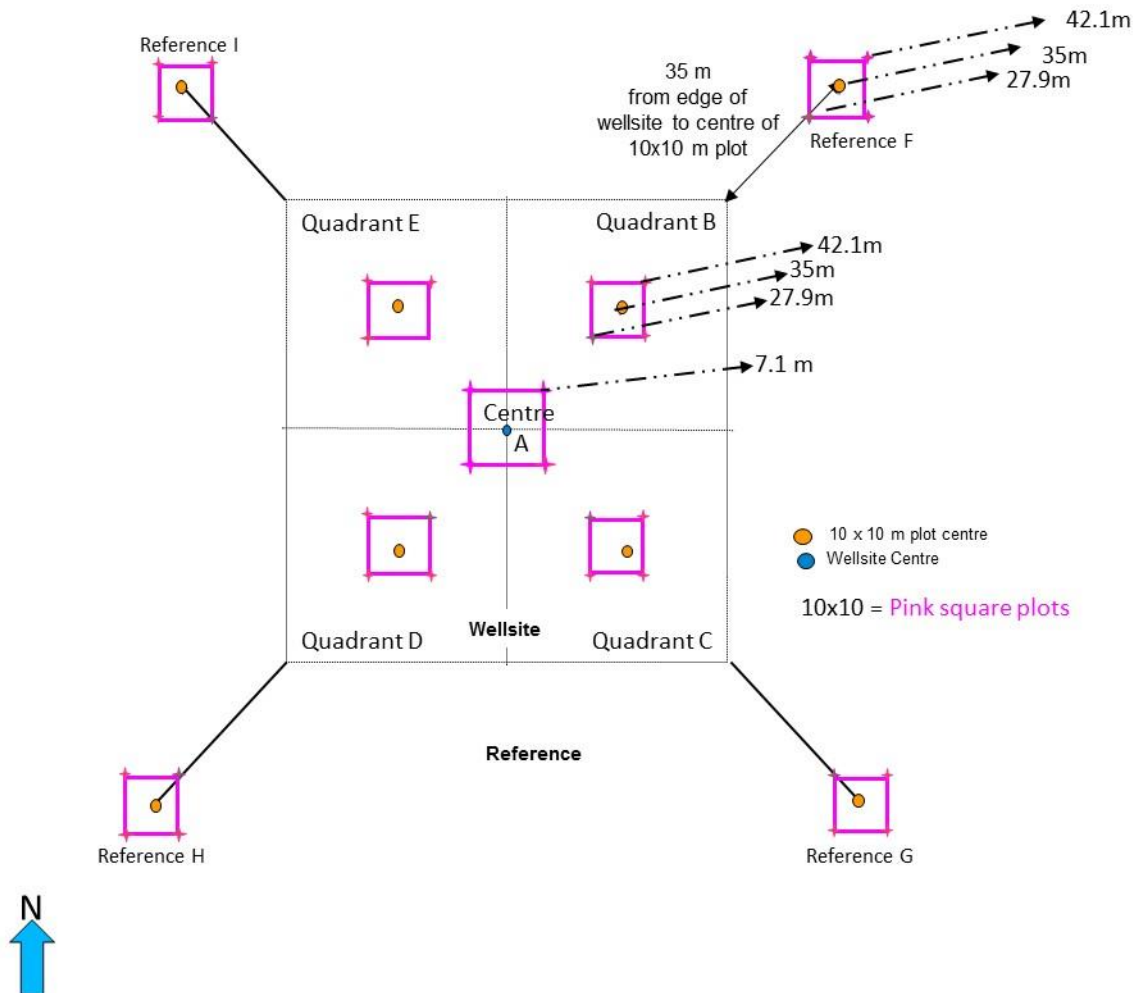 Reference I
42.1m
35m
27.9m
35 m
from edge of
wellsite to centre of
10x10 m plot
Reference F
Quadrant E
Quadrant B
42.1m
35m
27.9m
7.1 m
Centre
A
10 x 10 m plot centre
Wellsite Centre
10x10 = Pink square plots
Wellsite
Quadrant D
Quadrant C
Reference
Reference H
Reference G
N